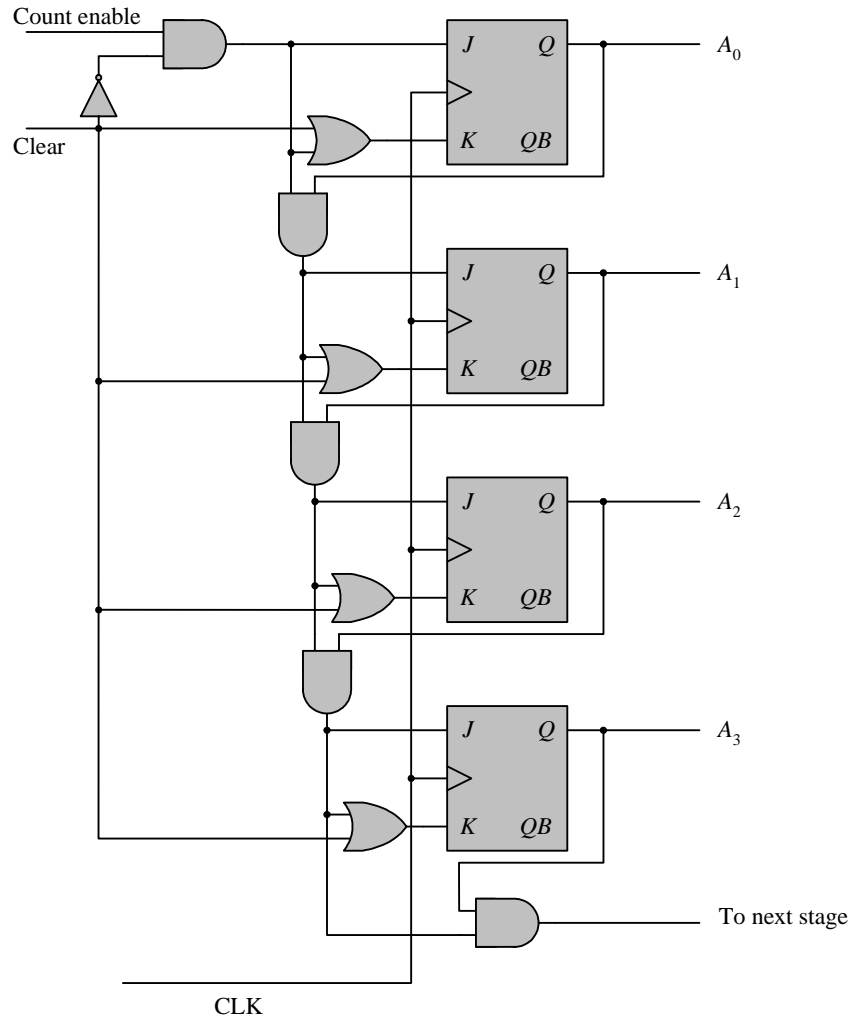 Count enable
J Q A0
Clear
K QB
J Q A1
K QB
J Q A2
K QB
J Q A3
K QB
To next stage
CLK